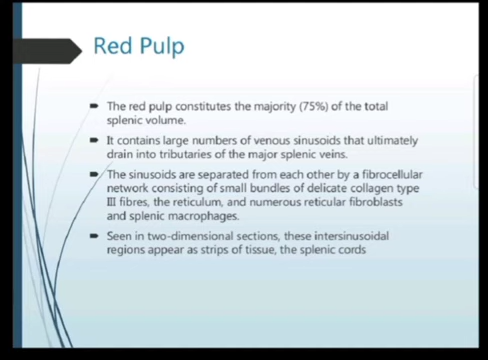 Red Pulp
The red pulp constitutes the majority (75%) of the total
splenic volume.
It contains large numbers of venous sinusoids that ultimately
drain into tributaries of the major splenic veins.
The sinusoids are separated from each other by a fibrocellular
network consisting of small bundles of delicate collagen type
III fibres, the reticulum, and numerous reticular fibroblasts
and splenic macrophages.
Seen in two-dimensional sections, these intersinusoidal
regions appear as strips of tissue, the splenic cords